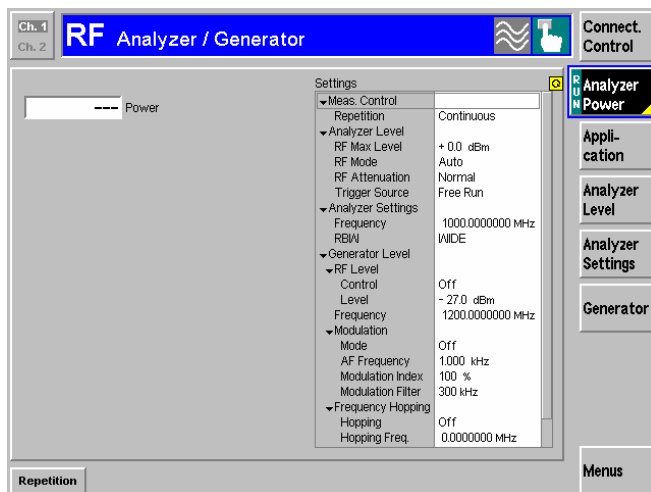 Ch. 1
Ch. 2
RF Analyzer / Generator
Connect. Control
--- Power
Settings
Meas. Control
Repetition Continuous
Analyzer Level
RF Max Level + 0.0 dBm
RF Mode Auto
RF Attenuation Normal
Trigger Source Free Run
Analyzer Settings
Frequency 1000.0000000 MHz
RBW WIDE
Generator Level
RF Level
Control Off
Level - 27.0 dBm
Frequency 1200.0000000 MHz
Modulation
Mode Off
AF Frequency 1.000 kHz
Modulation Index 100 %
Modulation Filter 300 kHz
Frequency Hopping
Hopping Off
Hopping Freq. 0.0000000 MHz
RUN
Analyzer
Power
Appli-
cation
Analyzer
Level
Analyzer
Settings
Generator
Repetition
Menus